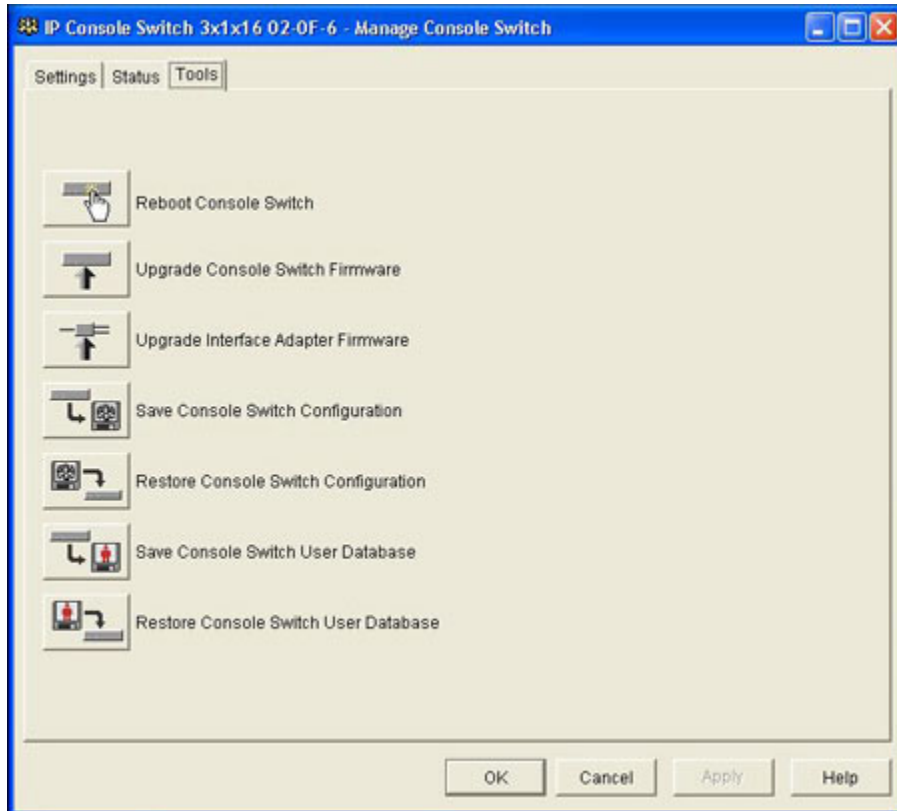 IP Console Switch 3x1x16 02-0F-6 - Manage Console Switch
Settings Status Tools
Reboot Console Switch
Upgrade Console Switch Firmware
Upgrade Interface Adapter Firmware
Save Console Switch Configuration
Restore Console Switch Configuration
Save Console Switch User Database
Restore Console Switch User Database
OK Cancel Apply Help